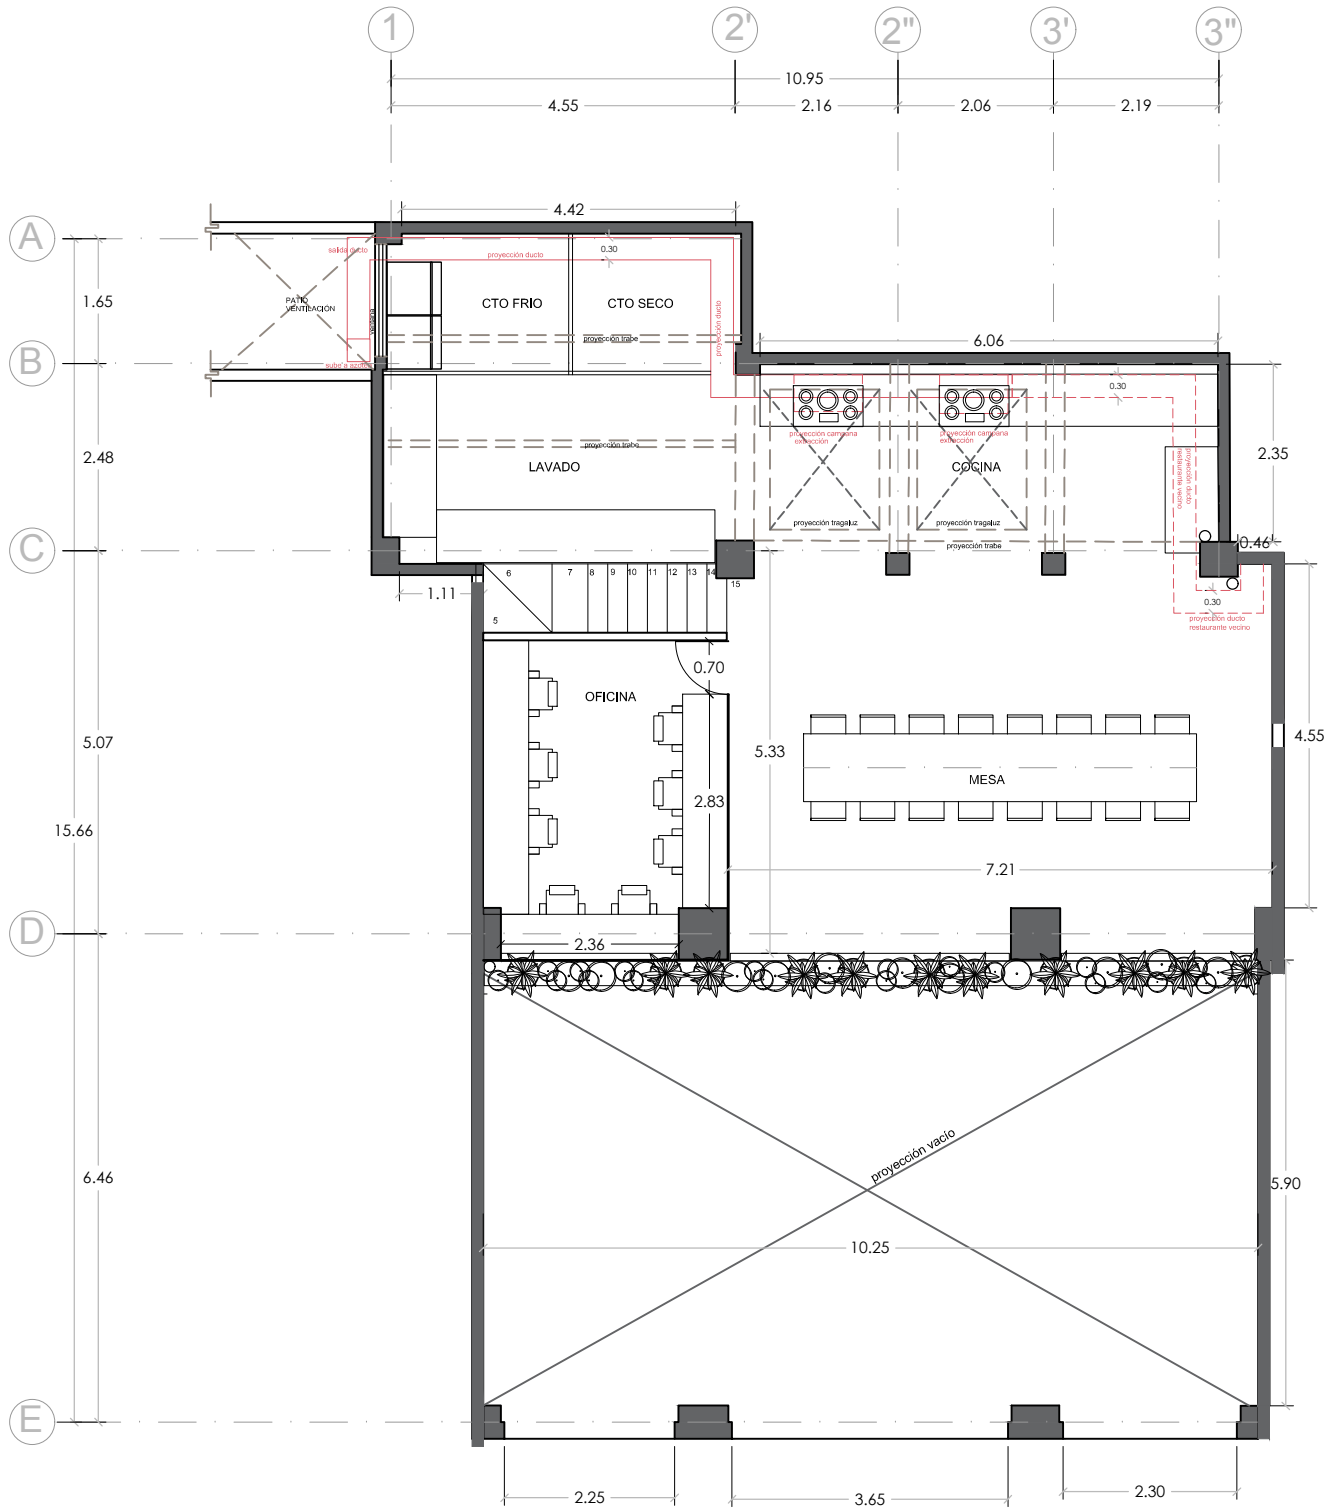 1
2'
2"
3'
3"
10.95
4.55
2.16
2.06
2.19
4.42
A
0.30
salida ducto
proyección ducto
1.65
PATIO
VENTILACIÓN
ventana
CTO FRIO
CTO SECO
proyección ducto
proyección trabe
6.06
B
sube a azotea
0.30
proyección campana
extracción
proyección campana
extracción
proyección trabe
2.48
LAVADO
COCINA
proyección ducto
restaurante vecino
2.35
proyección tragaluz
proyección tragaluz
proyección trabe
0.46
C
1.11
6
7
8
9
10
11
12
13
14
15
5
0.30
proyección ducto
restaurante vecino
0.70
OFICINA
5.07
5.33
4.55
MESA
2.83
15.66
7.21
D
2.36
proyección vacío
6.46
5.90
10.25
E
2.25
3.65
2.30